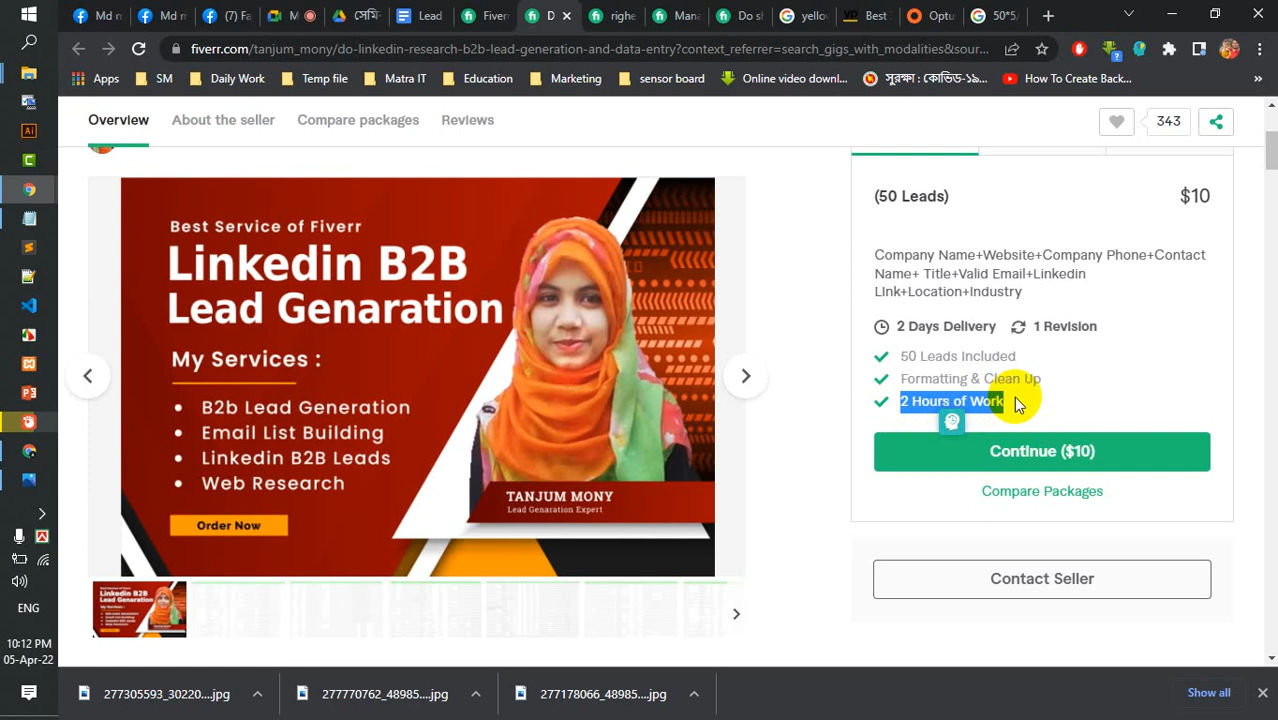 Md m
Md m
(7) Fa
M
সেমি
Lead
Fiverr
D
righe
Mana
Do sh
yellow
Best
Optu
50*5/
fiverr.com/tanjum_mony/do-linkedin-research-b2b-lead-generation-and-data-entry?context_referrer=search_gigs_with_modalities&sour...
Apps
SM
Daily Work
Temp file
Matra IT
Education
Marketing
sensor board
Online video downl...
সুরক্ষা : কোভিড-১৯...
How To Create Back...
»
Overview
About the seller
Compare packages
Reviews
343
Best Service of Fiverr
Linkedin B2B
Lead Genaration
My Services :
• B2b Lead Generation
• Email List Building
• Linkedin B2B Leads
• Web Research
Order Now
TANJUM MONY
Lead Genaration Expert
(50 Leads) $10
Company Name+Website+Company Phone+Contact
Name+ Title+Valid Email+Linkedin
LInk+Location+Industry
2 Days Delivery 1 Revision
50 Leads Included
Formatting & Clean Up
2 Hours of Work
Continue ($10)
Compare Packages
Contact Seller
ENG
10:12 PM
05-Apr-22
277305593_30220....jpg
277770762_48985....jpg
277178066_48985....jpg
Show all